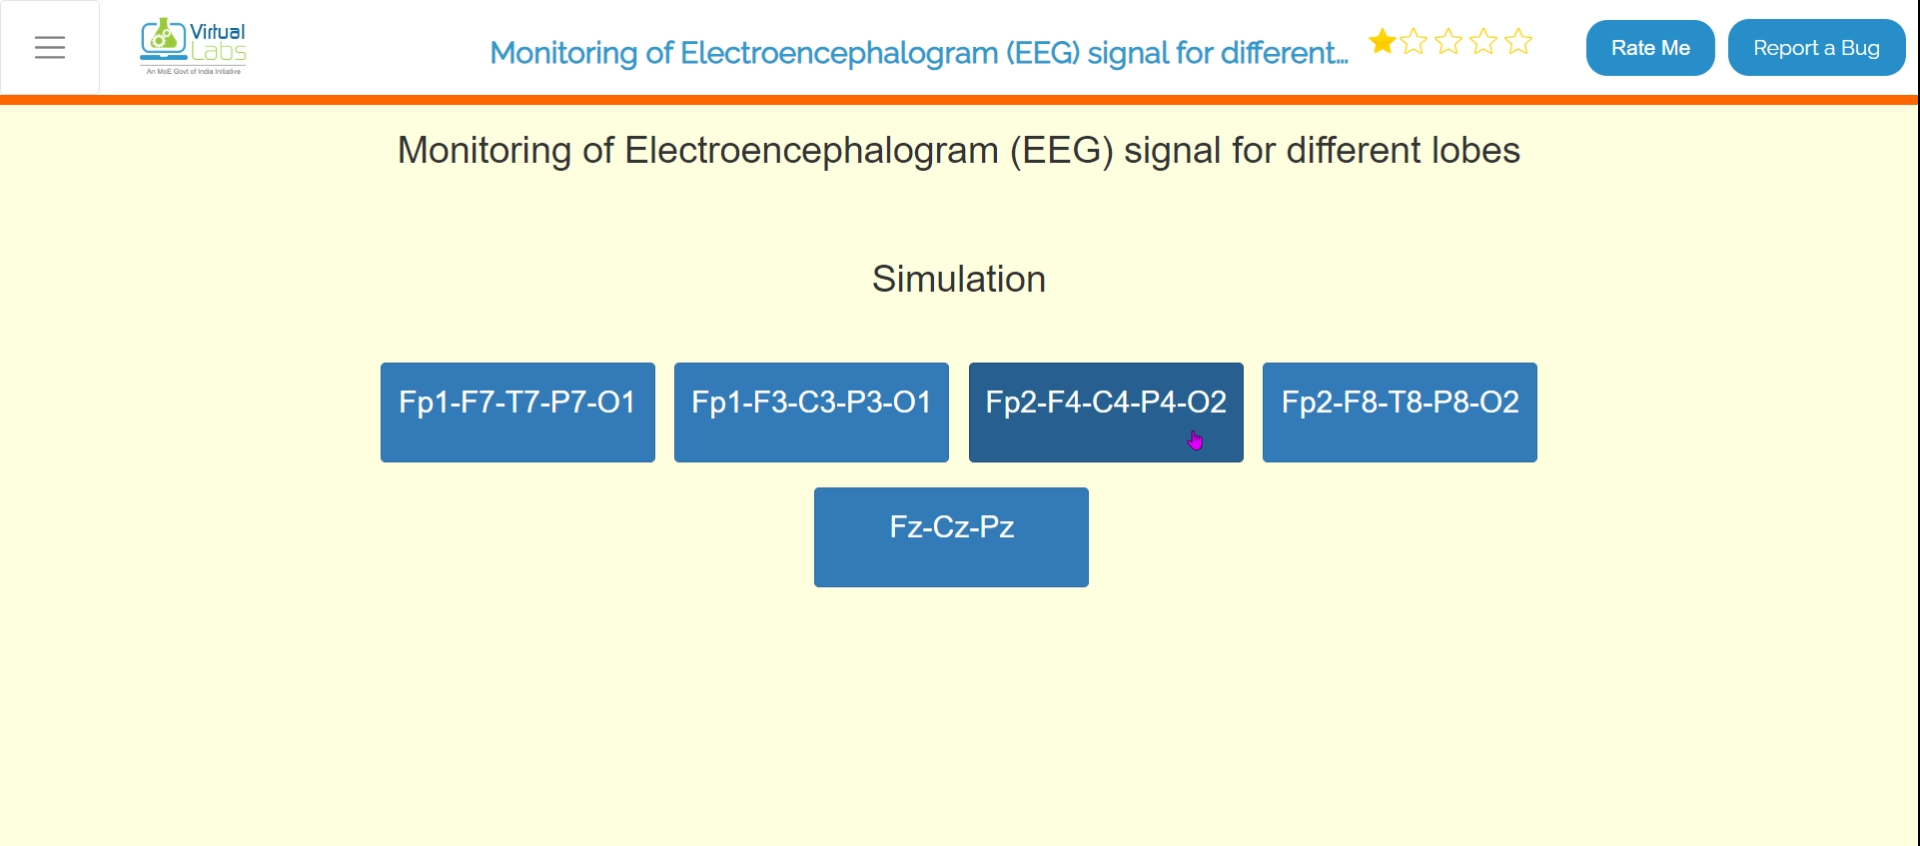 Virtual
Labs
An MoE Govt of India Initiative
Monitoring of Electroencephalogram (EEG) signal for different...
Rate Me
Report a Bug
Monitoring of Electroencephalogram (EEG) signal for different lobes
Simulation
Fp1-F7-T7-P7-O1
Fp1-F3-C3-P3-O1
Fp2-F4-C4-P4-O2
Fp2-F8-T8-P8-O2
Fz-Cz-Pz